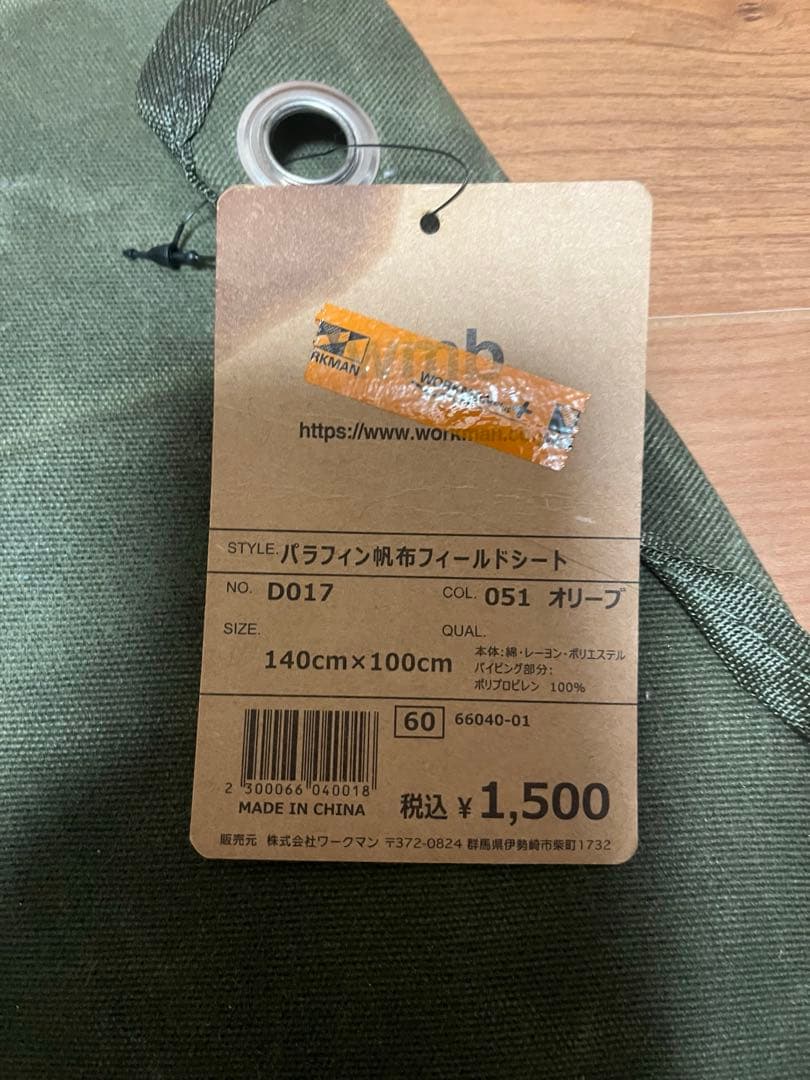 wmb
RKMAN
WORKMAN
https://www.workman.co
STYLE. パラフィン帆布フィールドシート
NO. D017 COL. 051 オリーブ
SIZE. QUAL.
140cm×100cm
本体:綿・レーヨン・ポリエステル
パイピング部分:
ポリプロピレン 100%
60 66040-01
2 300066 040018
MADE IN CHINA
税込 ¥1,500
販売元 株式会社ワークマン 〒372-0824 群馬県伊勢崎市柴町1732